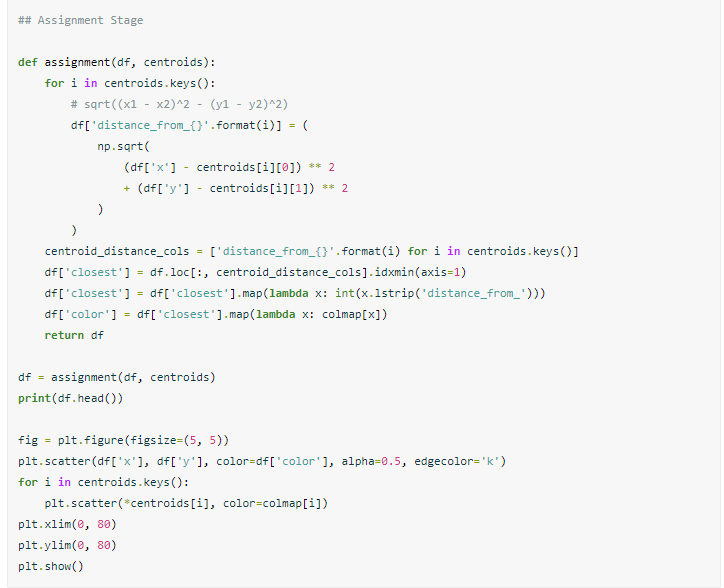 ## Assignment Stage
def assignment(df, centroids):
    for i in centroids.keys():
        # sqrt((x1 - x2)^2 - (y1 - y2)^2)
        df['distance_from_{}'.format(i)] = (
            np.sqrt(
                (df['x'] - centroids[i][0]) ** 2
                + (df['y'] - centroids[i][1]) ** 2
            )
        )
    centroid_distance_cols = ['distance_from_{}'.format(i) for i in centroids.keys()]
    df['closest'] = df.loc[:, centroid_distance_cols].idxmin(axis=1)
    df['closest'] = df['closest'].map(lambda x: int(x.lstrip('distance_from_')))
    df['color'] = df['closest'].map(lambda x: colmap[x])
    return df
df = assignment(df, centroids)
print(df.head())
fig = plt.figure(figsize=(5, 5))
plt.scatter(df['x'], df['y'], color=df['color'], alpha=0.5, edgecolor='k')
for i in centroids.keys():
    plt.scatter(*centroids[i], color=colmap[i])
plt.xlim(0, 80)
plt.ylim(0, 80)
plt.show()